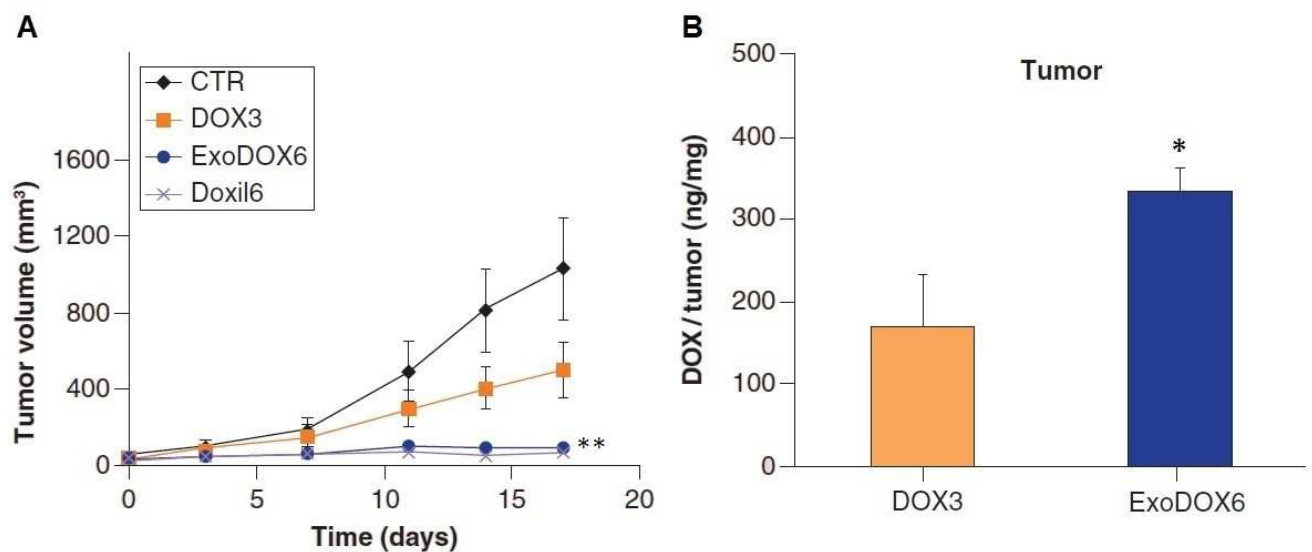 A
CTR
DOX3
ExoDOX6
Doxil6
Tumor volume (mm³)
1600
1200
800
400
0
**
0 5 10 15 20
Time (days)
B
Tumor
DOX/tumor (ng/mg)
500
400
300
200
100
0
*
DOX3 ExoDOX6